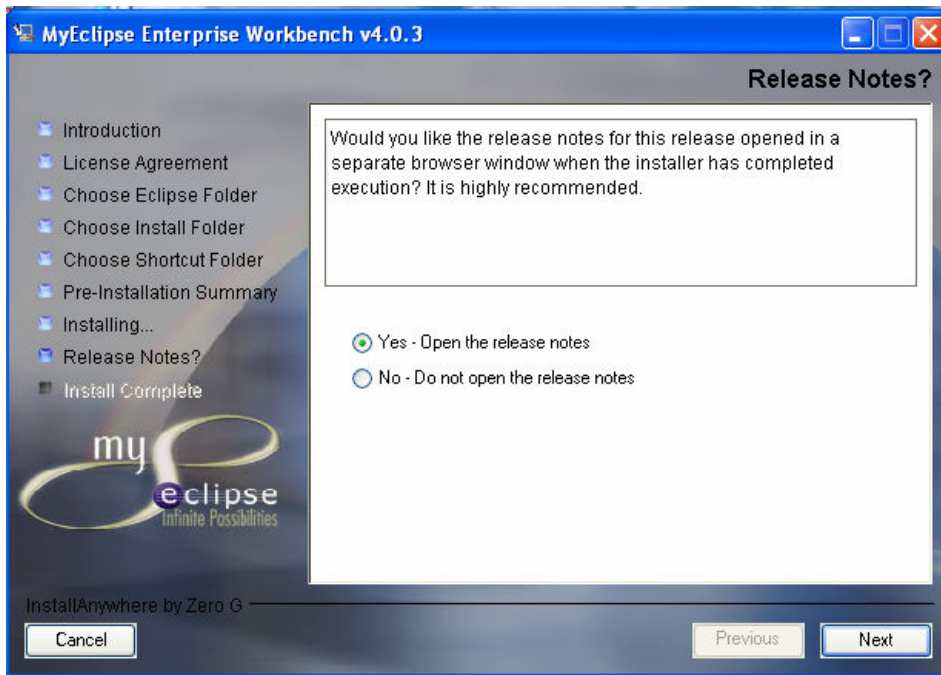 MyEclipse Enterprise Workbench v4.0.3
Release Notes?
Introduction
License Agreement
Choose Eclipse Folder
Choose Install Folder
Choose Shortcut Folder
Pre-Installation Summary
Installing...
Release Notes?
Install Complete
my
eclipse
Infinite Possibilities
Would you like the release notes for this release opened in a
separate browser window when the installer has completed
execution? It is highly recommended.
Yes - Open the release notes
No - Do not open the release notes
InstallAnywhere by Zero G
Cancel
Previous
Next